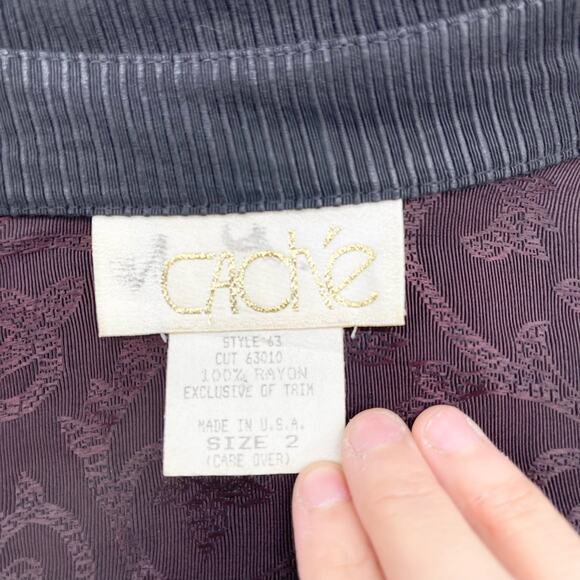 CAché
STYLE 63
CUT 63010
100% RAYON
EXCLUSIVE OF TRIM
MADE IN U.S.A.
SIZE 2
(CARE OVER)